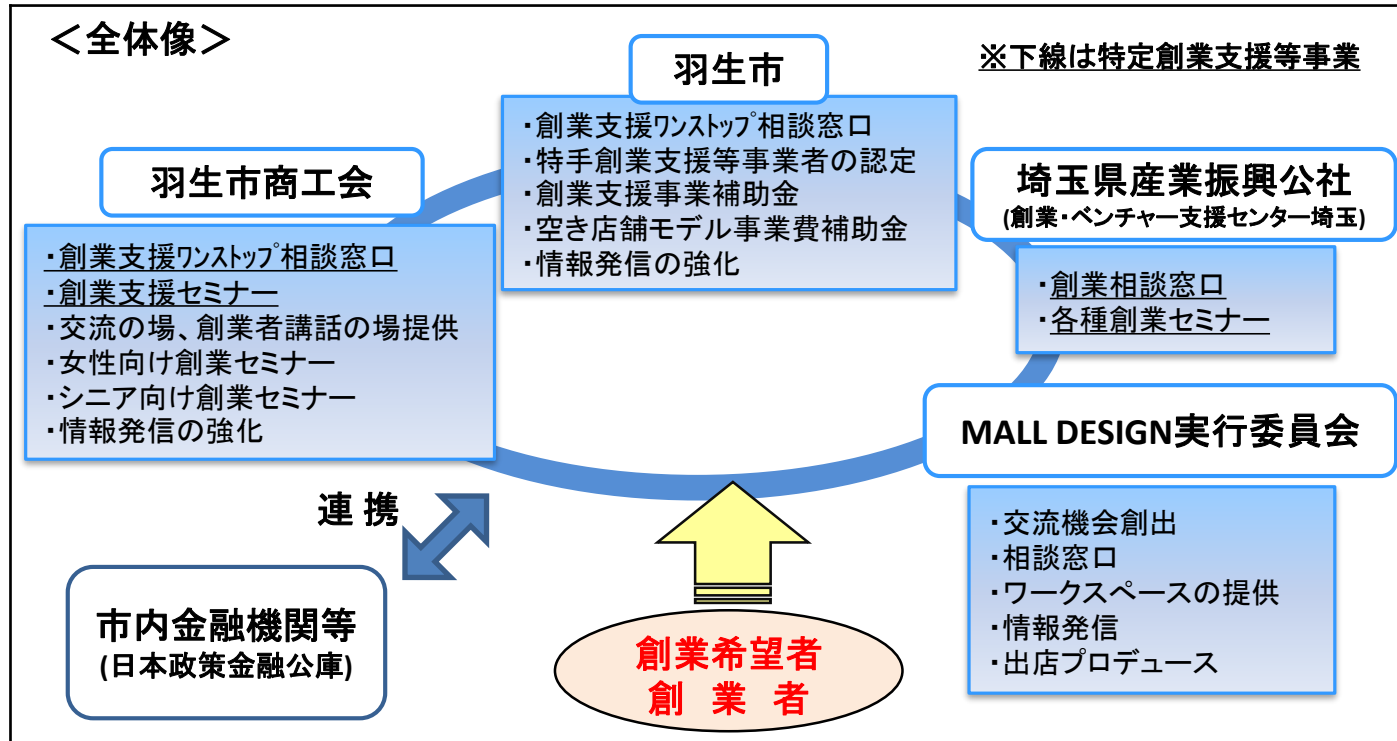 ＜全体像＞
※下線は特定創業支援等事業
羽生市
・創業支援ﾜﾝｽﾄｯﾌﾟ相談窓口
・特手創業支援等事業者の認定
・創業支援事業補助金
・空き店舗モデル事業費補助金
・情報発信の強化
羽生市商工会
・創業支援ﾜﾝｽﾄｯﾌﾟ相談窓口
・創業支援セミナー
・交流の場、創業者講話の場提供
・女性向け創業セミナー
・シニア向け創業セミナー
・情報発信の強化
埼玉県産業振興公社
(創業・ベンチャー支援センター埼玉)
・創業相談窓口
・各種創業セミナー
MALL DESIGN実行委員会
・交流機会創出
・相談窓口
・ワークスペースの提供
・情報発信
・出店プロデュース
連 携
市内金融機関等
(日本政策金融公庫)
創業希望者
創　業　者